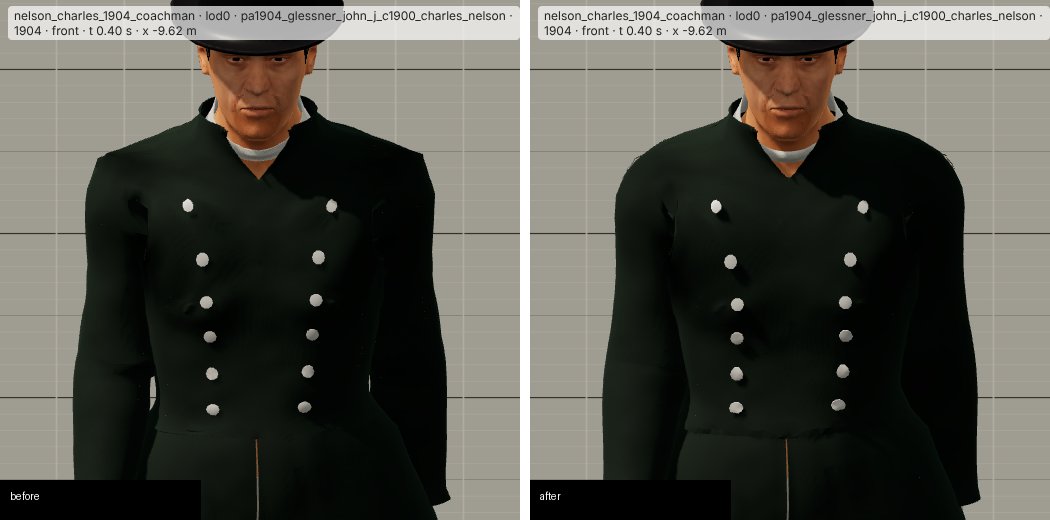 nelson_charles_1904_coachman · lod0 · pa1904_glessner_john_j_c1900_charles_nelson ·
1904 · front · t 0.40 s · x -9.62 m
nelson_charles_1904_coachman · lod0 · pa1904_glessner_john_j_c1900_charles_nelson ·
1904 · front · t 0.40 s · x -9.62 m
before
after